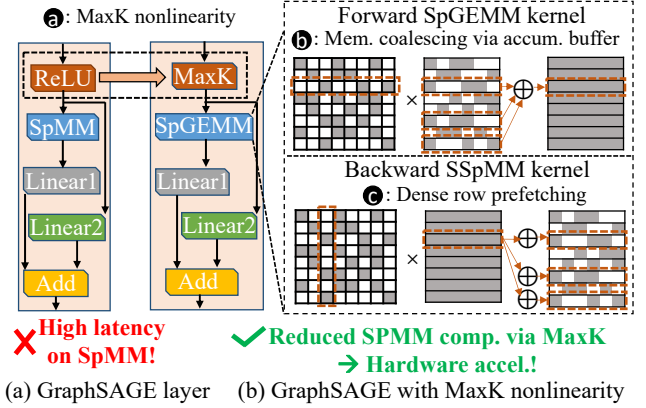 a: MaxK nonlinearity
ReLU
SpMM
Linear1
Linear2
Add
MaxK
SpGEMM
Linear1
Linear2
Add
Forward SpGEMM kernel
b: Mem. coalescing via accum. buffer
×
Backward SSpMM kernel
c: Dense row prefetching
×
High latency
on SpMM!
Reduced SPMM comp. via MaxK
→ Hardware accel.!
(a) GraphSAGE layer
(b) GraphSAGE with MaxK nonlinearity